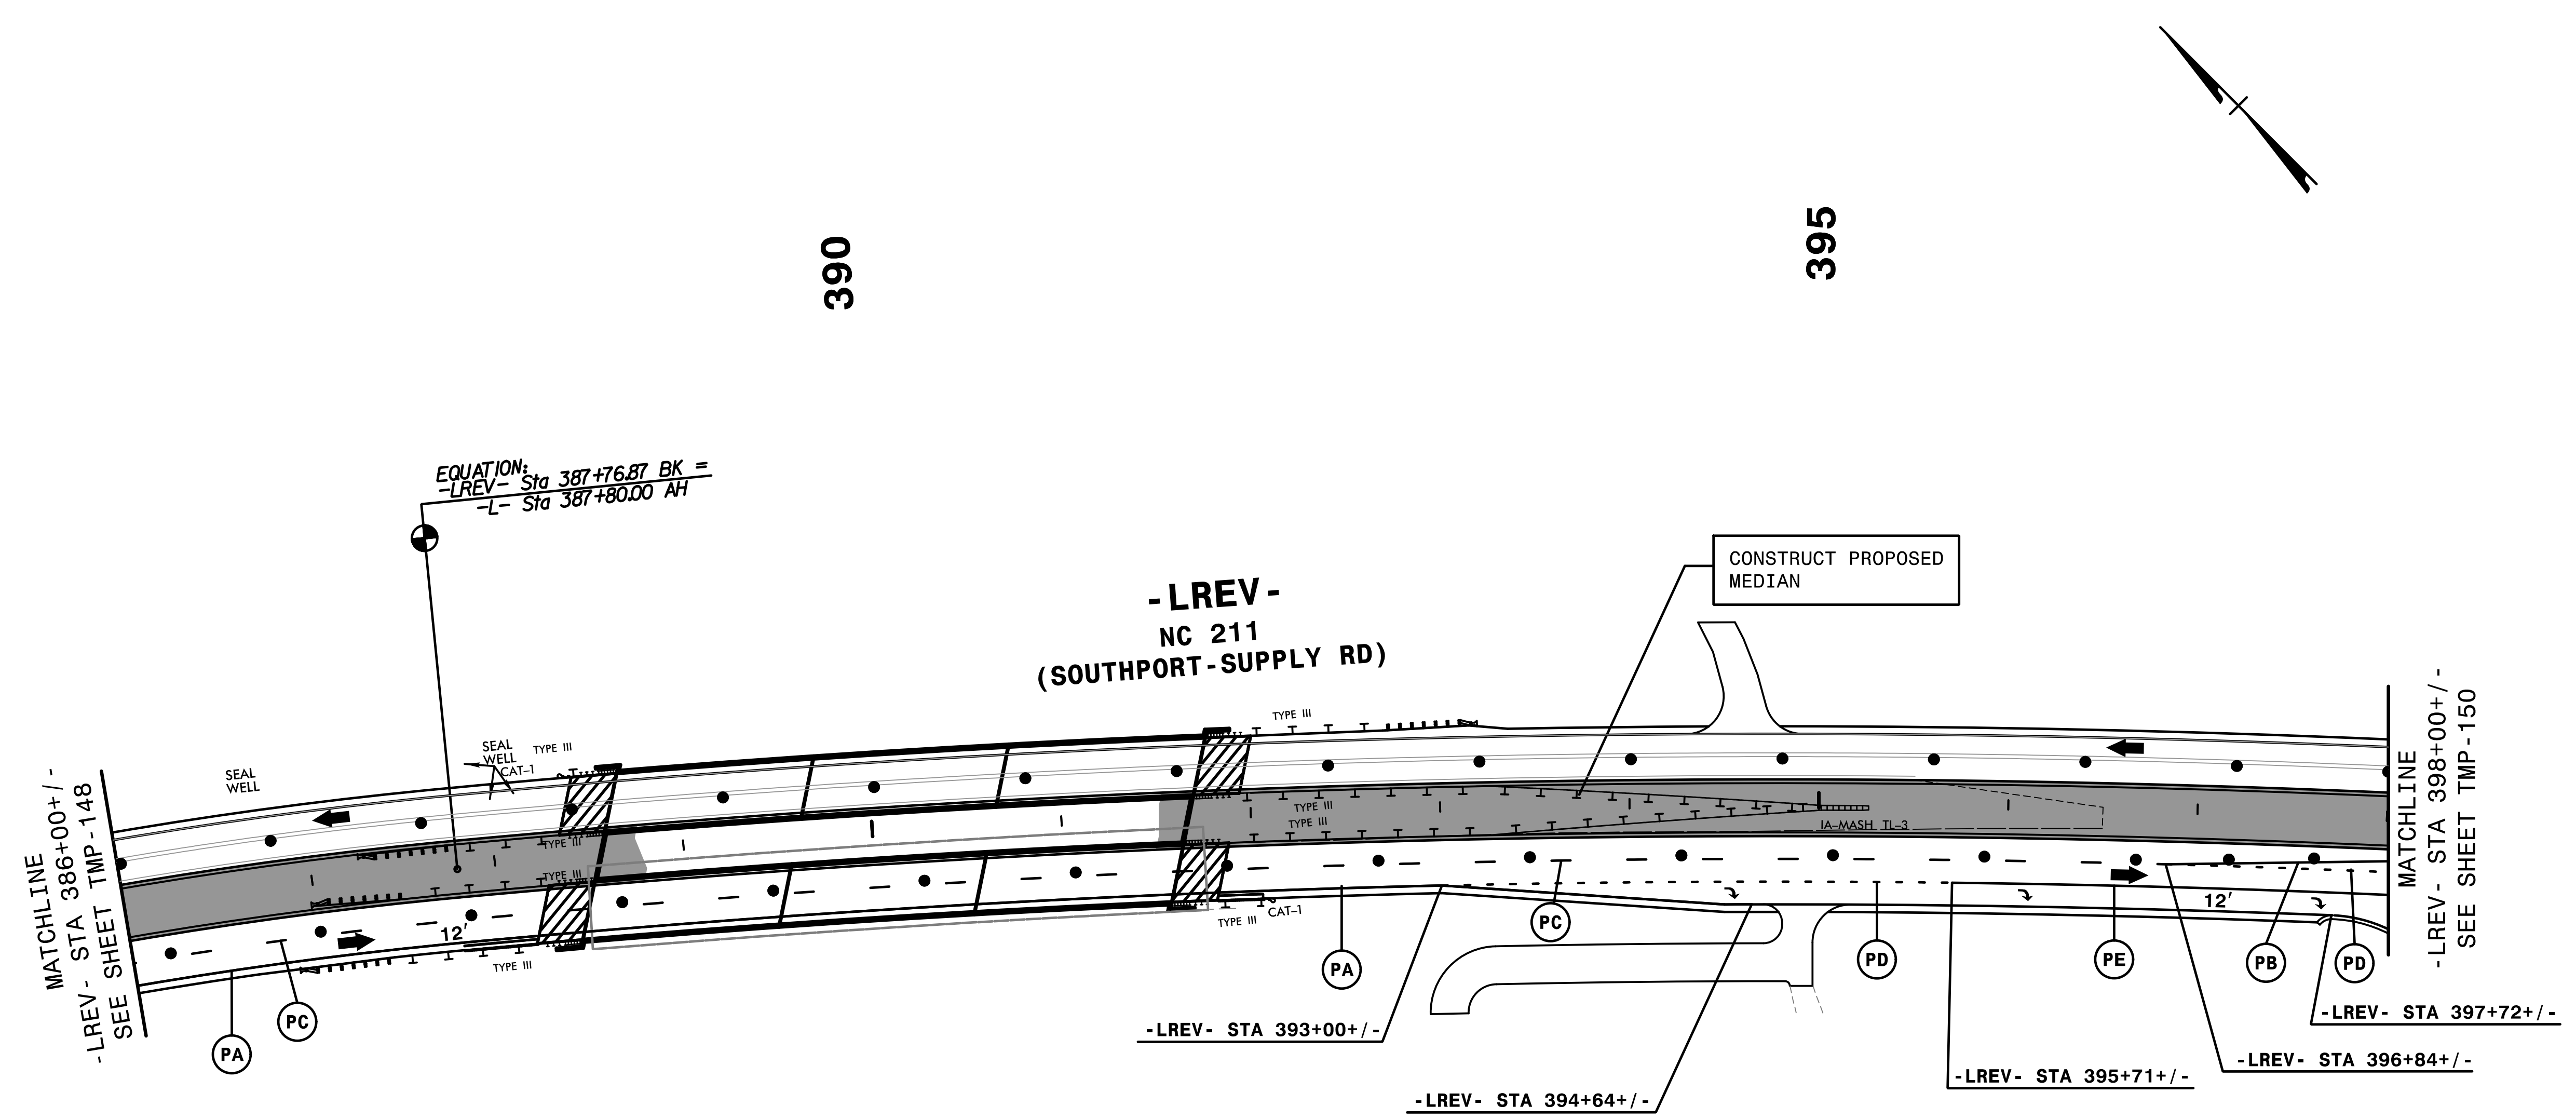 390
395
EQUATION:
-LREV- Sta 387+76.87 BK =
-L- Sta 387+80.00 AH
CONSTRUCT PROPOSED
MEDIAN
-LREV-
NC 211
(SOUTHPORT-SUPPLY RD)
MATCHLINE
-LREV- STA 386+00+/-
SEE SHEET TMP-148
SEAL
WELL
SEAL
WELL
CAT-1
TYPE III
TYPE III
TYPE III
TYPE III
TYPE III
TYPE III
TYPE III
TYPE III
CAT-1
IA-MASH TL-3
12'
12'
MATCHLINE
-LREV- STA 398+00+/-
SEE SHEET TMP-150
PA
PC
PA
PC
PD
PE
PB
PD
-LREV- STA 393+00+/-
-LREV- STA 394+64+/-
-LREV- STA 395+71+/-
-LREV- STA 396+84+/-
-LREV- STA 397+72+/-